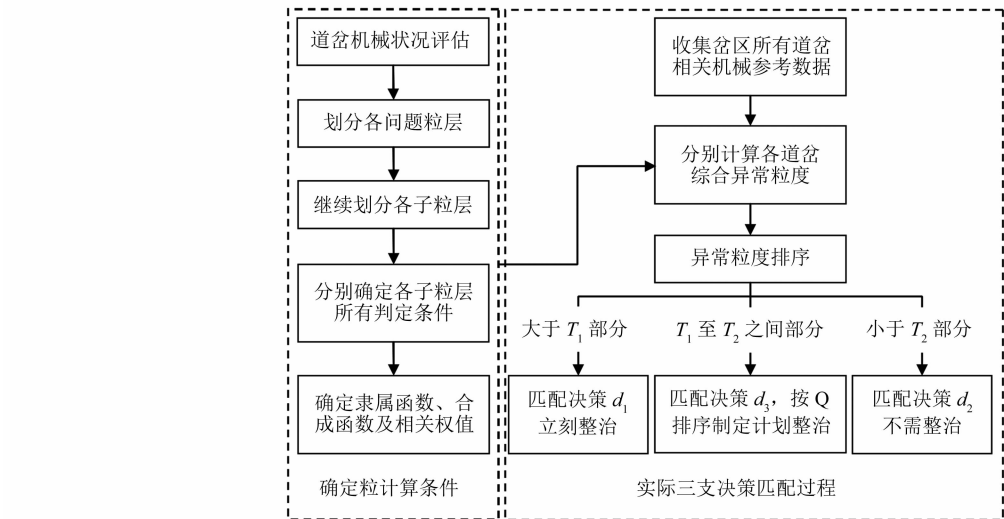 道岔机械状况评估
划分各问题粒层
继续划分各子粒层
分别确定各子粒层
所有判定条件
确定隶属函数、合
成函数及相关权值
确定粒计算条件
收集岔区所有道岔
相关机械参考数据
分别计算各道岔
综合异常粒度
异常粒度排序
大于 T₁ 部分
T₁ 至 T₂ 之间部分
小于 T₂ 部分
匹配决策 d₁
立刻整治
匹配决策 d₃，按 Q
排序制定计划整治
匹配决策 d₂
不需整治
实际三支决策匹配过程